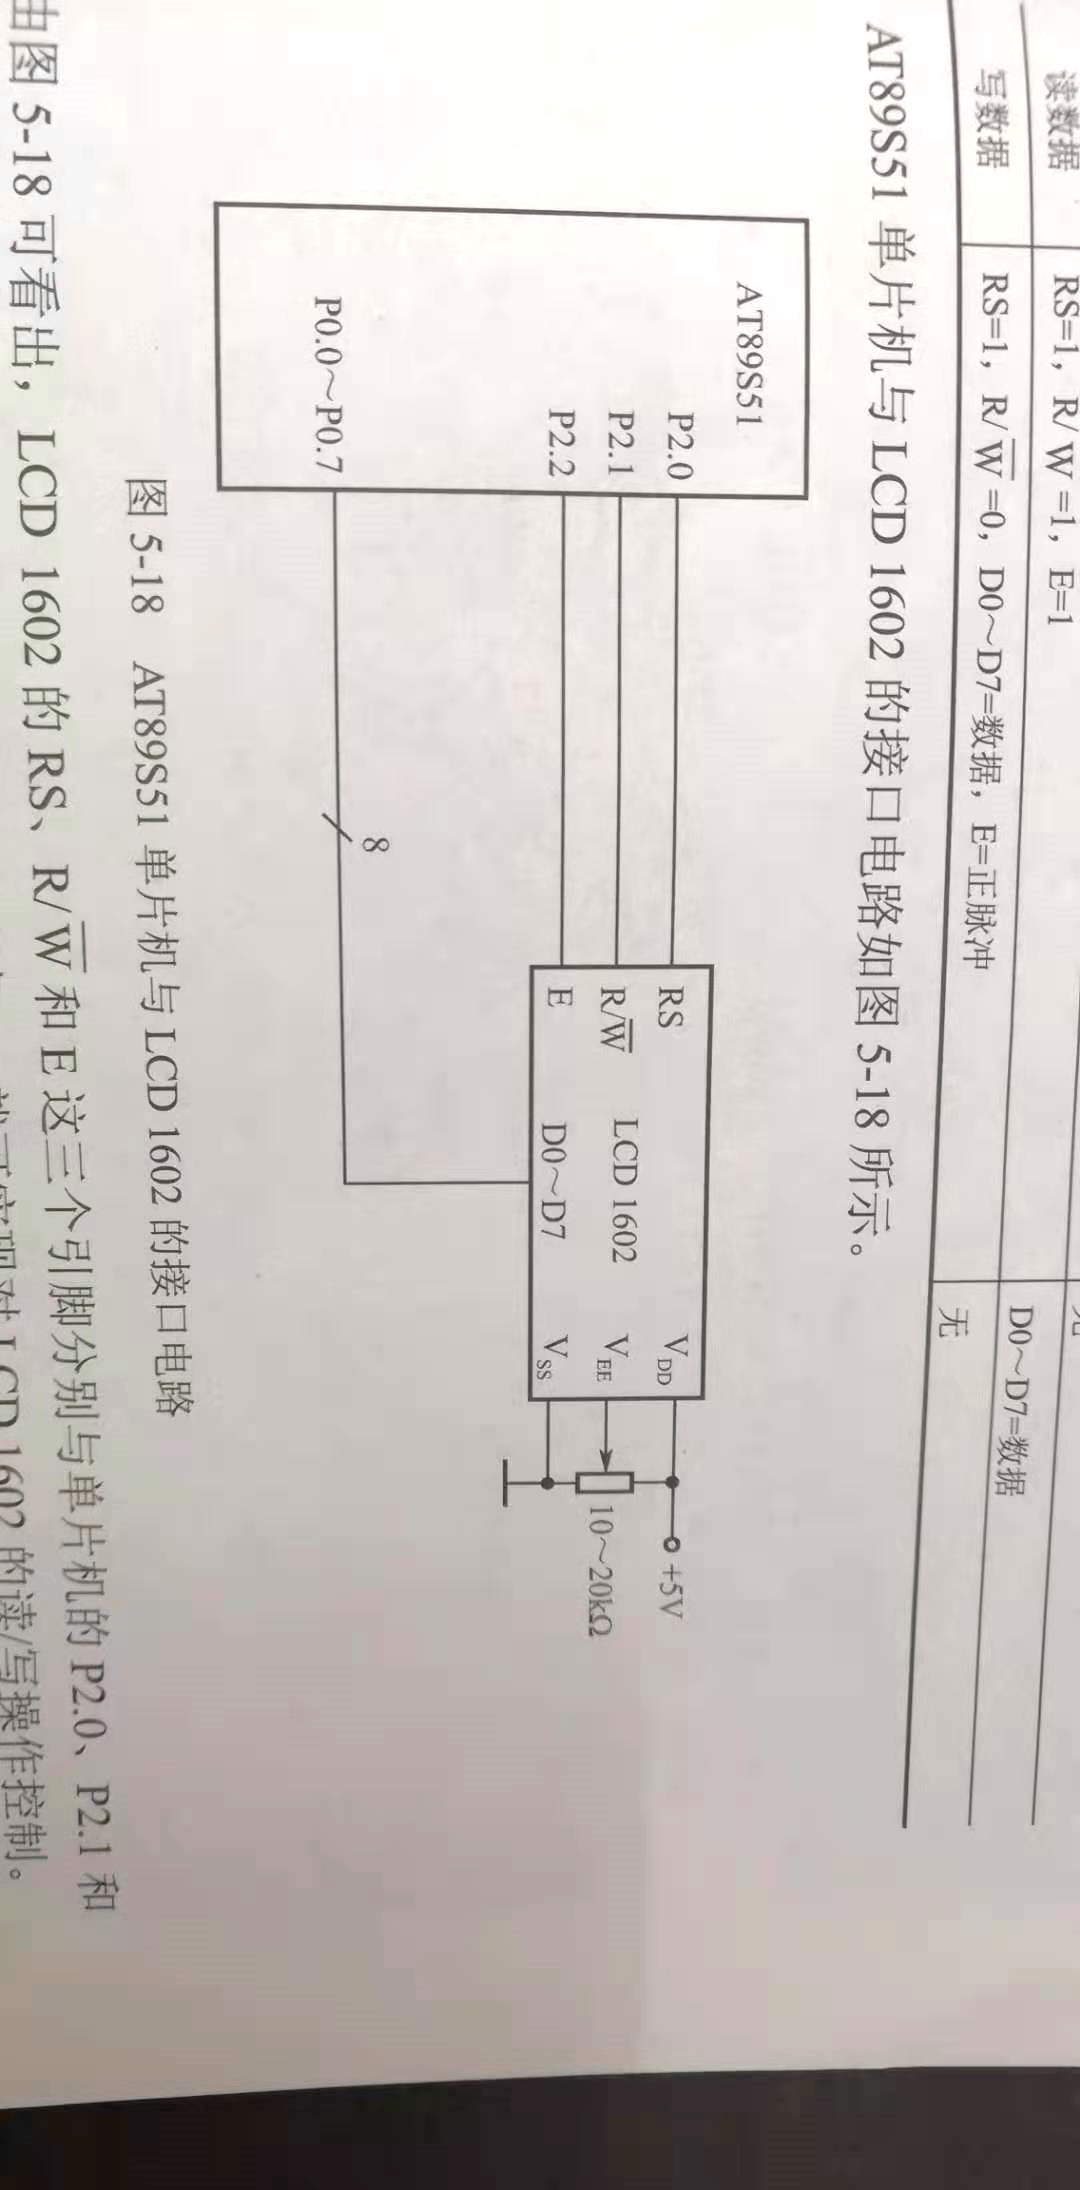 读数据 RS=1，R/W=1，E=1 D0～D7=数据
写数据 RS=1，R/W̅=0，D0～D7=数据，E=正脉冲 无
AT89S51 单片机与 LCD 1602 的接口电路如图 5-18 所示。
AT89S51
P2.0
P2.1
P2.2
P0.0～P0.7
8
RS
R/W̅
E
LCD 1602
D0～D7
VDD
VEE
VSS
+5V
10～20kΩ
图 5-18 AT89S51 单片机与 LCD 1602 的接口电路
由图 5-18 可看出，LCD 1602 的 RS、R/W̅ 和 E 这三个引脚分别与单片机的 P2.0、P2.1 和
现对 LCD 1602 的读/写操作控制。